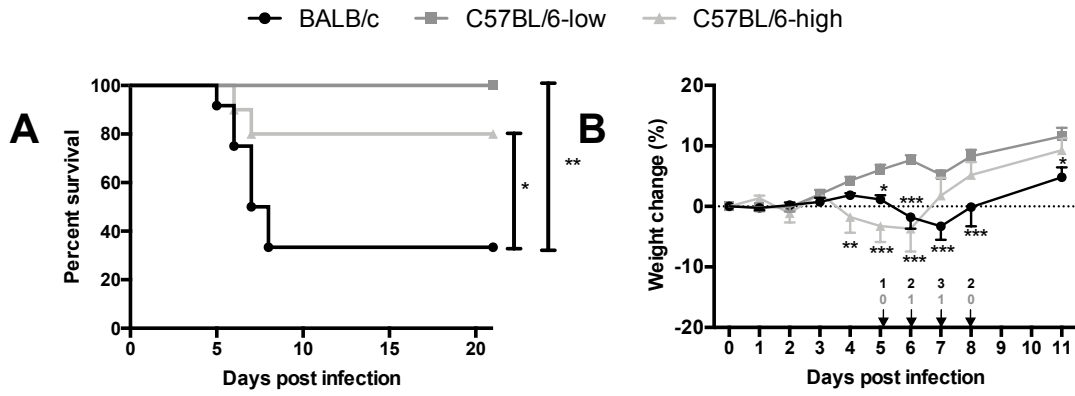 BALB/c C57BL/6-low C57BL/6-high
A
Percent survival
100
80
60
40
20
0
0 5 10 15 20
Days post infection
*
**
B
Weight change (%)
20
10
0
-10
-20
*
***
*
** *** *** *** ***
1 2 3 2
0 1 1 0
0 1 2 3 4 5 6 7 8 9 10 11
Days post infection